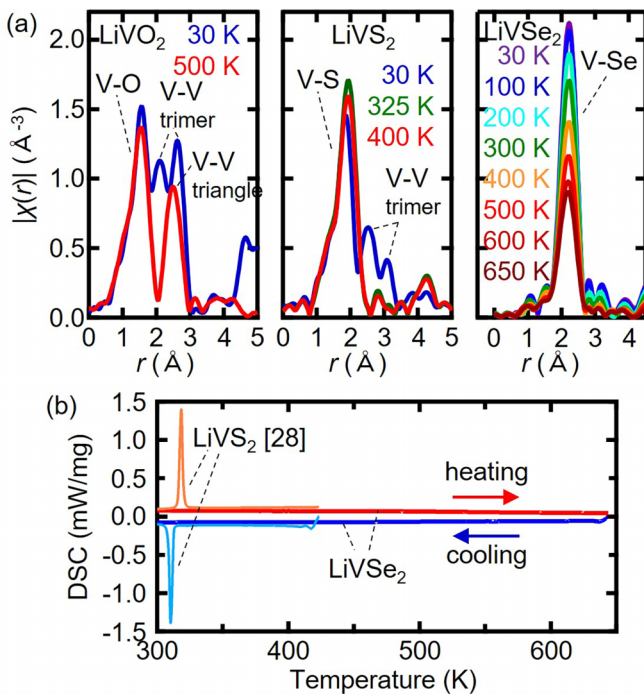 (a)
LiVO2
30 K
500 K
V-O
V-V
trimer
V-V
triangle
LiVS2
V-S
30 K
325 K
400 K
V-V
trimer
LiVSe2
30 K
100 K
200 K
300 K
400 K
500 K
600 K
650 K
V-Se
|χ(r)| ( Å-3)
2.0
1.5
1.0
0.5
0.0
0 1 2 3 4 5
0 1 2 3 4 5
0 1 2 3 4
r (Å)
r (Å)
r (Å)
(b)
DSC (mW/mg)
1.5
1.0
0.5
0.0
-0.5
-1.0
-1.5
LiVS2 [28]
heating
cooling
LiVSe2
300 400 500 600
Temperature (K)